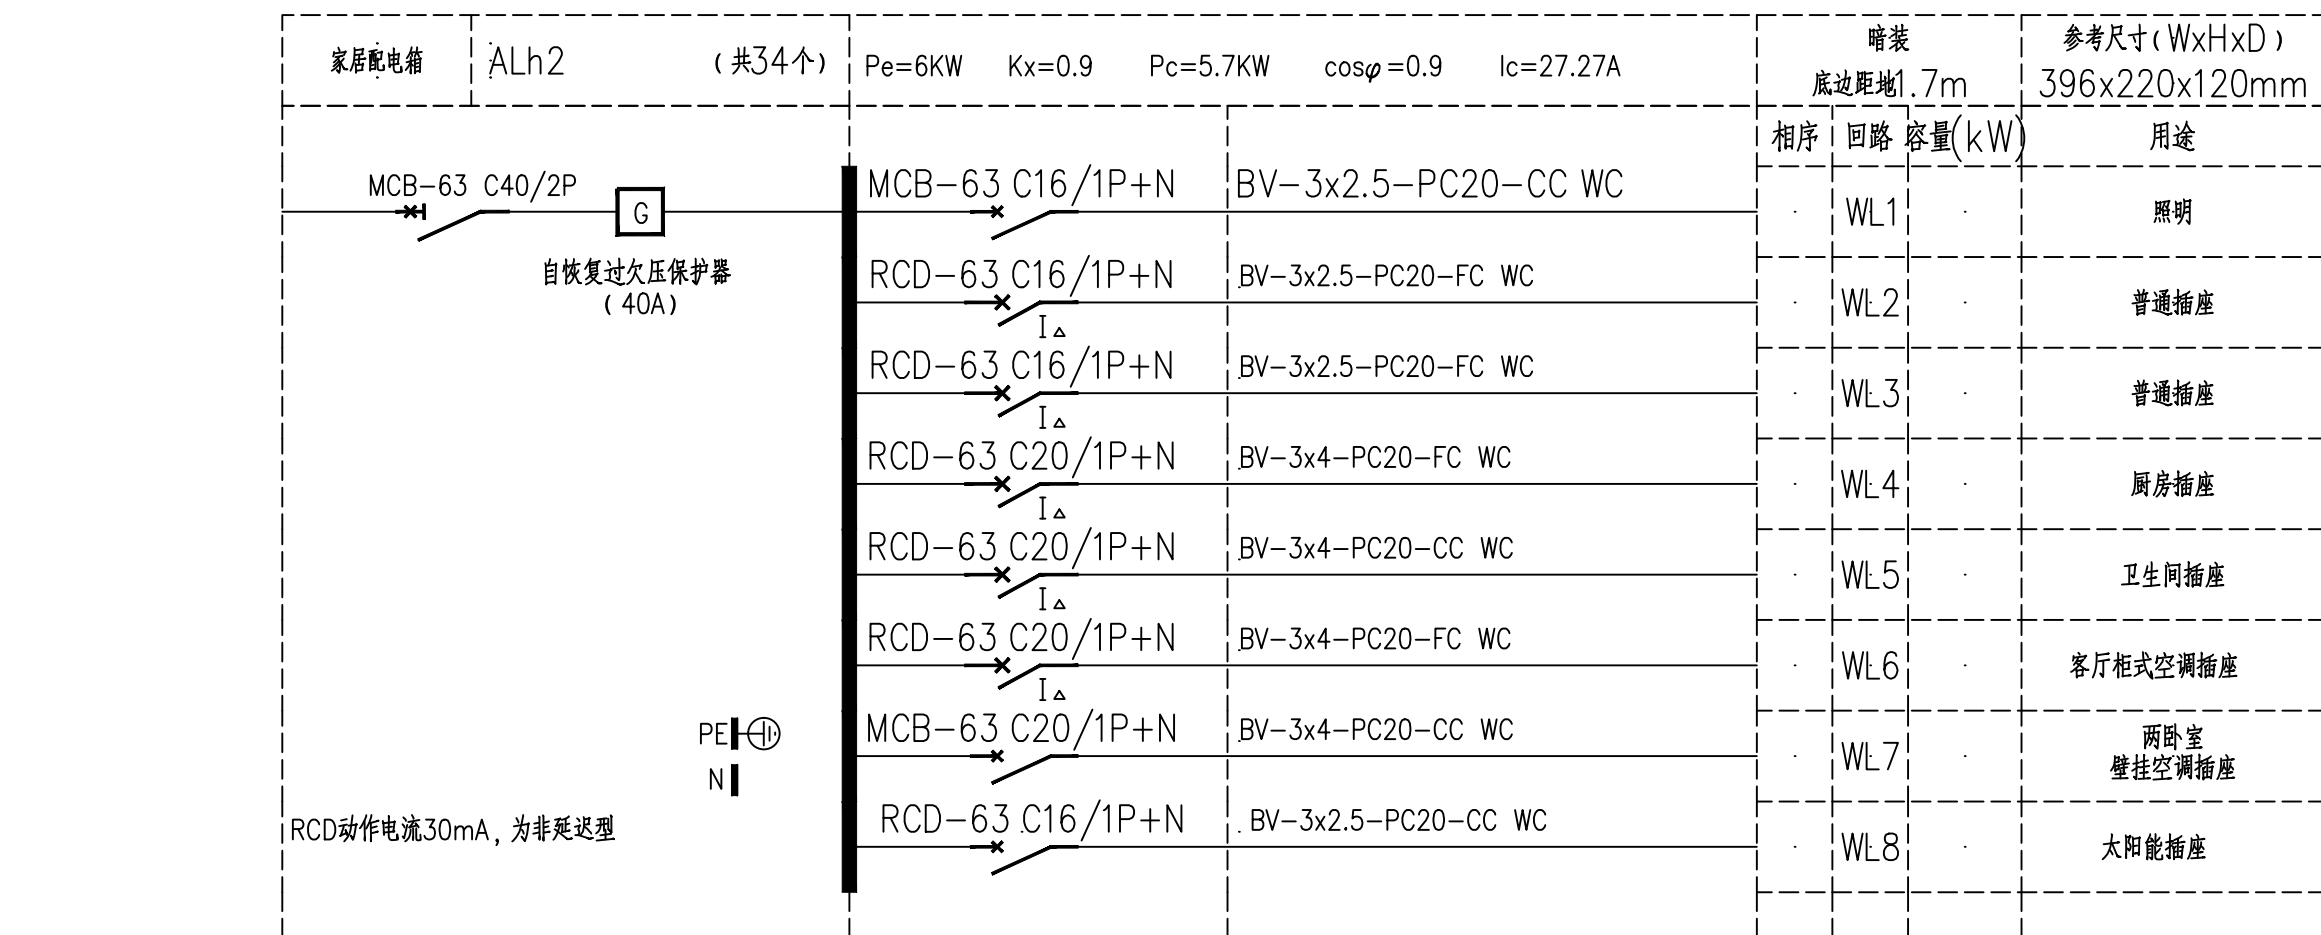 家居配电箱 ALh2 (共34个) Pe=6KW Kx=0.9 Pc=5.7KW cosφ=0.9 Ic=27.27A
暗装
底边距地1.7m
参考尺寸(WxHxD)
396x220x120mm
相序 回路 容量(kW) 用途
MCB-63 C40/2P
G
自恢复过欠压保护器
(40A)
MCB-63 C16/1P+N BV-3x2.5-PC20-CC WC WL1 照明
RCD-63 C16/1P+N BV-3x2.5-PC20-FC WC WL2 普通插座
I△
RCD-63 C16/1P+N BV-3x2.5-PC20-FC WC WL3 普通插座
I△
RCD-63 C20/1P+N BV-3x4-PC20-FC WC WL4 厨房插座
I△
RCD-63 C20/1P+N BV-3x4-PC20-CC WC WL5 卫生间插座
I△
RCD-63 C20/1P+N BV-3x4-PC20-FC WC WL6 客厅柜式空调插座
I△
MCB-63 C20/1P+N BV-3x4-PC20-CC WC WL7 两卧室
壁挂空调插座
RCD-63 C16/1P+N BV-3x2.5-PC20-CC WC WL8 太阳能插座
PE
N
RCD动作电流30mA,为非延迟型